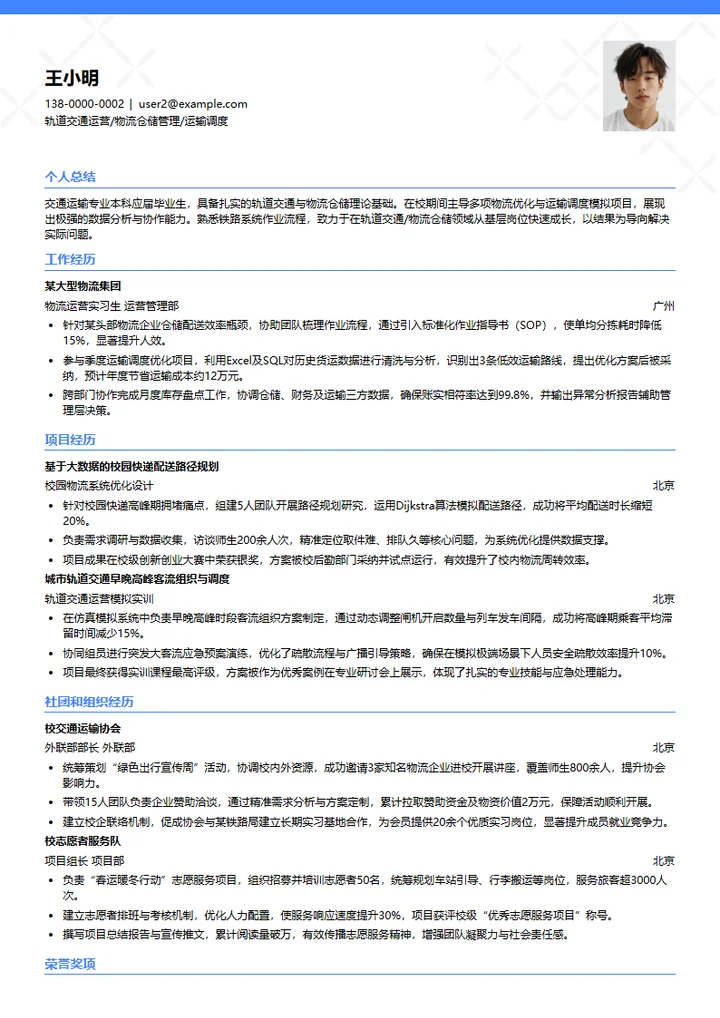 王小明
138-0000-0002 | user2@example.com
轨道交通运营/物流仓储管理/运输调度
个人总结
交通运输专业本科应届毕业生，具备扎实的轨道交通与物流仓储理论基础。在校期间主导多项物流优化与运输调度模拟项目，展现
出极强的数据分析与协作能力。熟悉铁路系统作业流程，致力于在轨道交通/物流仓储领域从基层岗位快速成长，以结果为导向解决
实际问题。
工作经历
某大型物流集团
物流运营实习生 运营管理部 广州
• 针对某头部物流企业仓储配送效率瓶颈，协助团队梳理作业流程，通过引入标准化作业指导书（SOP），使单均分拣耗时降低
15%，显著提升人效。
• 参与季度运输调度优化项目，利用Excel及SQL对历史货运数据进行清洗与分析，识别出3条低效运输路线，提出优化方案后被采
纳，预计年度节省运输成本约12万元。
• 跨部门协作完成月度库存盘点工作，协调仓储、财务及运输三方数据，确保账实相符率达到99.8%，并输出异常分析报告辅助管
理层决策。
项目经历
基于大数据的校园快递配送路径规划
校园物流系统优化设计 北京
• 针对校园快递高峰期拥堵痛点，组建5人团队开展路径规划研究，运用Dijkstra算法模拟配送路径，成功将平均配送时长缩短
20%。
• 负责需求调研与数据收集，访谈师生200余人次，精准定位取件难、排队久等核心问题，为系统优化提供数据支撑。
• 项目成果在校级创新创业大赛中荣获银奖，方案被校后勤部门采纳并试点运行，有效提升了校内物流周转效率。
城市轨道交通早晚高峰客流组织与调度
轨道交通运营模拟实训 北京
• 在仿真模拟系统中负责早晚高峰时段客流组织方案制定，通过动态调整闸机开启数量与列车发车间隔，成功将高峰期乘客平均滞
留时间减少15%。
• 协同组员进行突发大客流应急预案演练，优化了疏散流程与广播引导策略，确保在模拟极端场景下人员安全疏散效率提升10%。
• 项目最终获得实训课程最高评级，方案被作为优秀案例在专业研讨会上展示，体现了扎实的专业技能与应急处理能力。
社团和组织经历
校交通运输协会
外联部部长 外联部 北京
• 统筹策划“绿色出行宣传周”活动，协调校内外资源，成功邀请3家知名物流企业进校开展讲座，覆盖师生800余人，提升协会
影响力。
• 带领15人团队负责企业赞助洽谈，通过精准需求分析与方案定制，累计拉取赞助资金及物资价值2万元，保障活动顺利开展。
• 建立校企联络机制，促成协会与某铁路局建立长期实习基地合作，为会员提供20余个优质实习岗位，显著提升成员就业竞争力。
校志愿者服务队
项目组长 项目部 北京
• 负责“春运暖冬行动”志愿服务项目，组织招募并培训志愿者50名，统筹规划车站引导、行李搬运等岗位，服务旅客超3000人
次。
• 建立志愿者排班与考核机制，优化人力配置，使服务响应速度提升30%，项目获评校级“优秀志愿服务项目”称号。
• 撰写项目总结报告与宣传推文，累计阅读量破万，有效传播志愿服务精神，增强团队凝聚力与社会责任感。
荣誉奖项